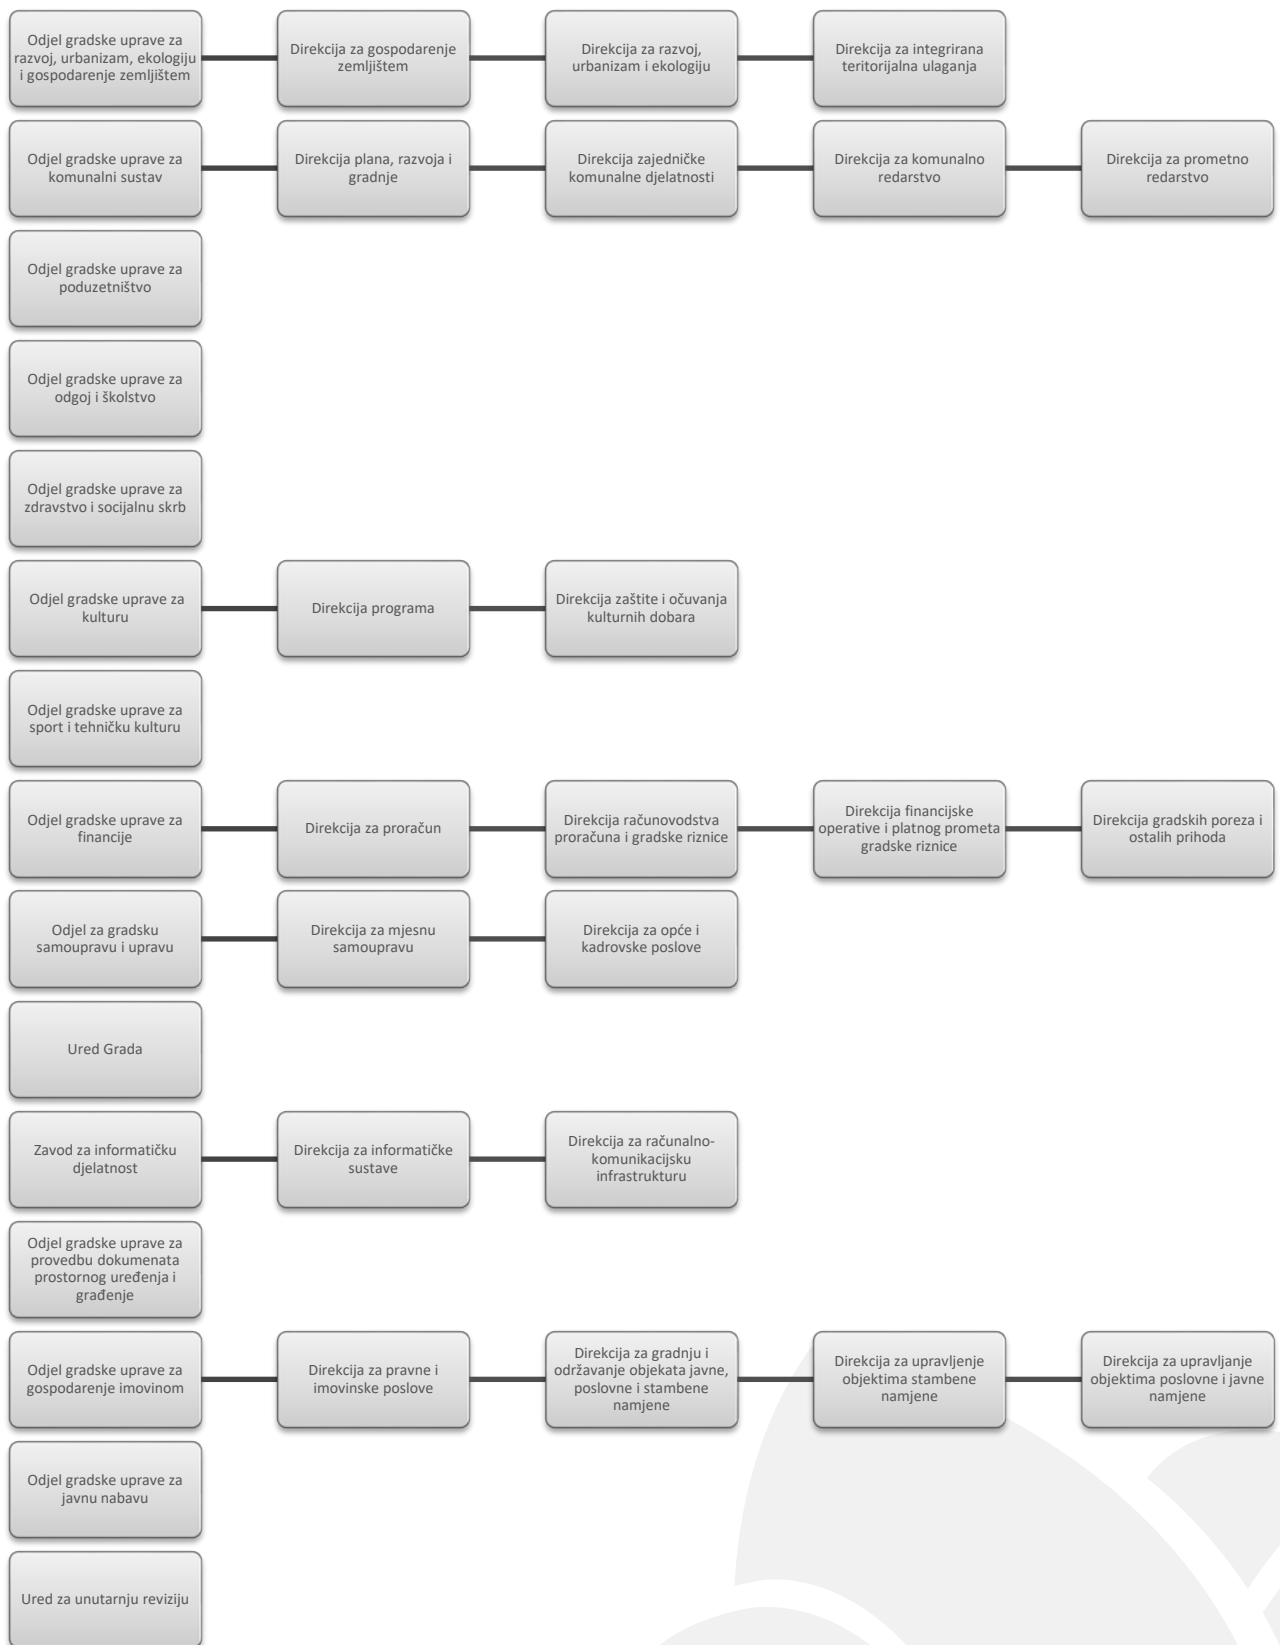 Odjel gradske uprave za
razvoj, urbanizam, ekologiju
i gospodarenje zemljištem
Direkcija za gospodarenje
zemljištem
Direkcija za razvoj,
urbanizam i ekologiju
Direkcija za integrirana
teritorijalna ulaganja
Odjel gradske uprave za
komunalni sustav
Direkcija plana, razvoja i
gradnje
Direkcija zajedničke
komunalne djelatnosti
Direkcija za komunalno
redarstvo
Direkcija za prometno
redarstvo
Odjel gradske uprave za
poduzetništvo
Odjel gradske uprave za
odgoj i školstvo
Odjel gradske uprave za
zdravstvo i socijalnu skrb
Odjel gradske uprave za
kulturu
Direkcija programa
Direkcija zaštite i očuvanja
kulturnih dobara
Odjel gradske uprave za
sport i tehničku kulturu
Odjel gradske uprave za
financije
Direkcija za proračun
Direkcija računovodstva
proračuna i gradske riznice
Direkcija financijske
operative i platnog prometa
gradske riznice
Direkcija gradskih poreza i
ostalih prihoda
Odjel za gradsku
samoupravu i upravu
Direkcija za mjesnu
samoupravu
Direkcija za opće i
kadrovske poslove
Ured Grada
Zavod za informatičku
djelatnost
Direkcija za informatičke
sustave
Direkcija za računalno-
komunikacijsku
infrastrukturu
Odjel gradske uprave za
provedbu dokumenata
prostornog uređenja i
građenje
Odjel gradske uprave za
gospodarenje imovinom
Direkcija za pravne i
imovinske poslove
Direkcija za gradnju i
održavanje objekata javne,
poslovne i stambene
namjene
Direkcija za upravljenje
objektima stambene
namjene
Direkcija za upravljanje
objektima poslovne i javne
namjene
Odjel gradske uprave za
javnu nabavu
Ured za unutarnju reviziju